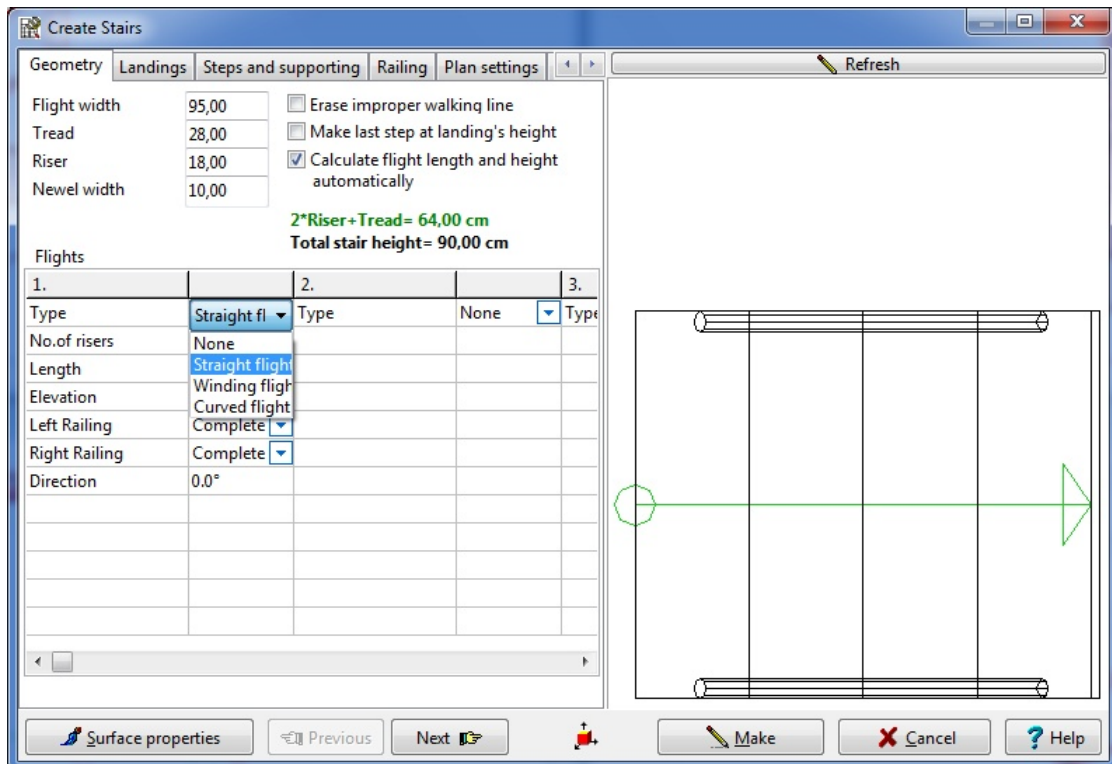 Create Stairs
Geometry Landings Steps and supporting Railing Plan settings
Refresh
Flight width 95,00 Erase improper walking line
Tread 28,00 Make last step at landing's height
Riser 18,00 Calculate flight length and height
automatically
Newel width 10,00
2*Riser+Tread= 64,00 cm
Total stair height= 90,00 cm
Flights
1. 2. 3.
Type Straight fl Type None Type
No.of risers None
Length Straight flight
Winding fligh
Elevation Curved flight
Left Railing Complete
Right Railing Complete
Direction 0.0°
Surface properties Previous Next Make Cancel Help